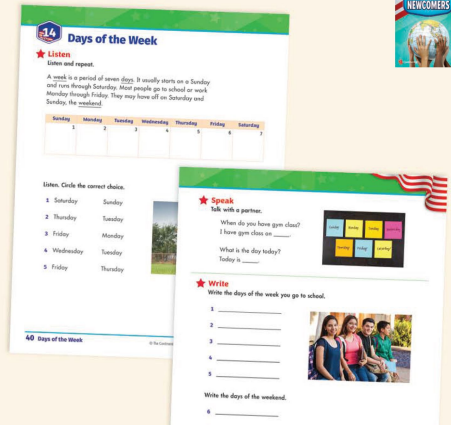 NEWCOMERS
14 Days of the Week
Listen
Listen and repeat.
A week is a period of seven days. It usually starts on a Sunday
and runs through Saturday. Most people go to school or work
Monday through Friday. They may have off on Saturday and
Sunday, the weekend.
Sunday Monday Tuesday Wednesday Thursday Friday Saturday
1 2 3 4 5 6 7
Listen. Circle the correct choice.
1 Saturday Sunday
2 Thursday Tuesday
3 Friday Monday
4 Wednesday Tuesday
5 Friday Thursday
40 Days of the Week
Speak
Talk with a partner.
When do you have gym class?
I have gym class on _____.
What is the day today?
Today is _____.
Write
Write the days of the week you go to school.
1
2
3
4
5
Write the days of the weekend.
6